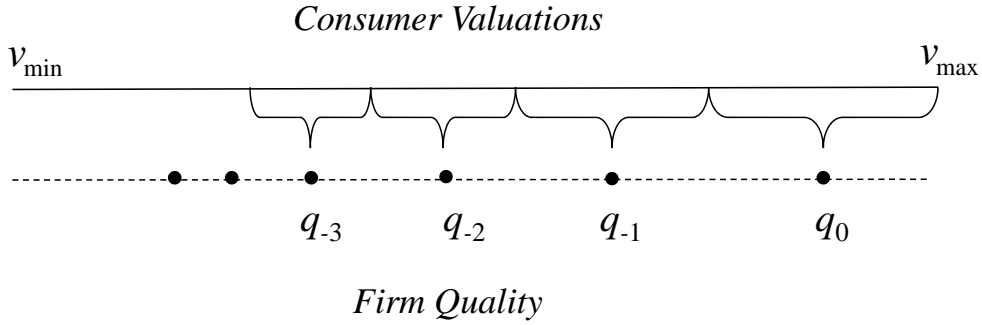 Consumer Valuations
v_min v_max
q_-3 q_-2 q_-1 q_0
Firm Quality